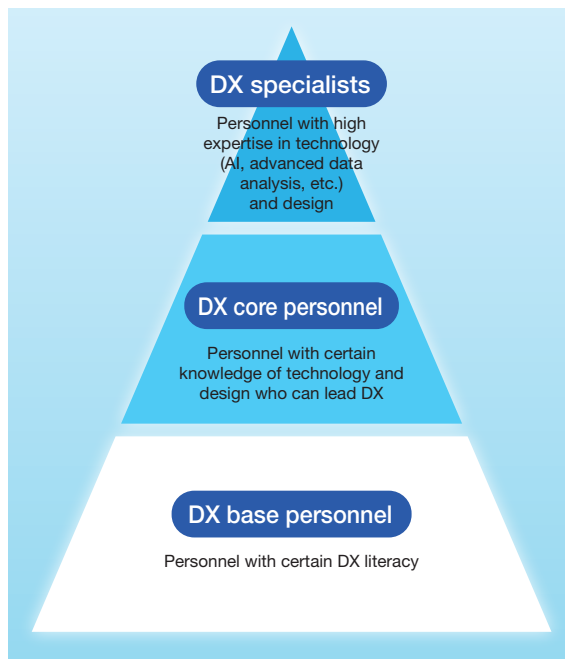 DX specialists
Personnel with high
expertise in technology
(AI, advanced data
analysis, etc.)
and design
DX core personnel
Personnel with certain
knowledge of technology and
design who can lead DX
DX base personnel
Personnel with certain DX literacy